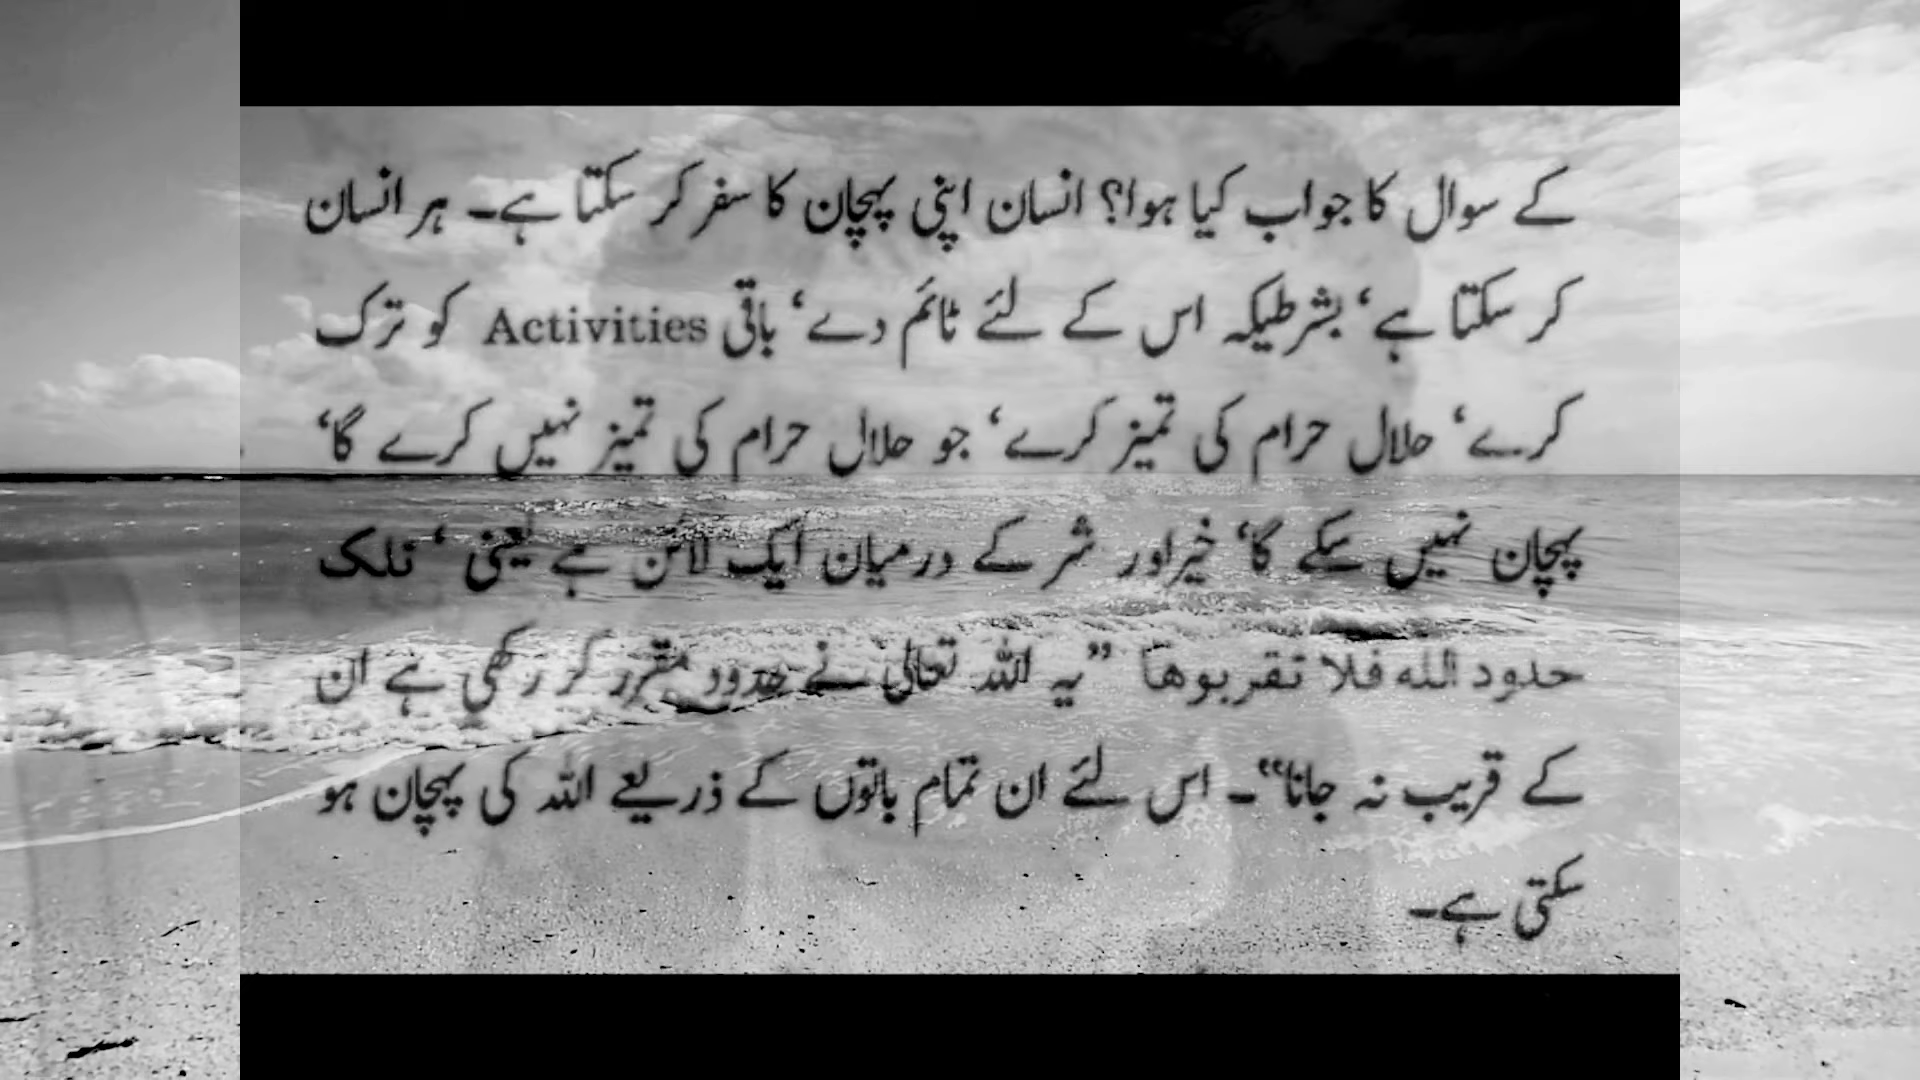 کے سوال کا جواب کیا ہوا؟ انسان اپنی پہچان کا سفر کر سکتا ہے۔ ہر انسان
کر سکتا ہے‘ بشرطیکہ اس کے لئے ٹائم دے‘ باقی Activities کو ترک
کرے‘ حلال حرام کی تمیز کرے‘ جو حلال حرام کی تمیز نہیں کرے گا‘
پہچان نہیں سکے گا‘ خیر اور شر کے درمیان ایک لائن ہے یعنی ‘ تلک
حدود الله فلا تقربوها ”یہ اللہ تعالی نے حدود مقرر کر رکھی ہے ان
کے قریب نہ جانا“۔ اس لئے ان تمام باتوں کے ذریعے اللہ کی پہچان ہو
سکتی ہے۔